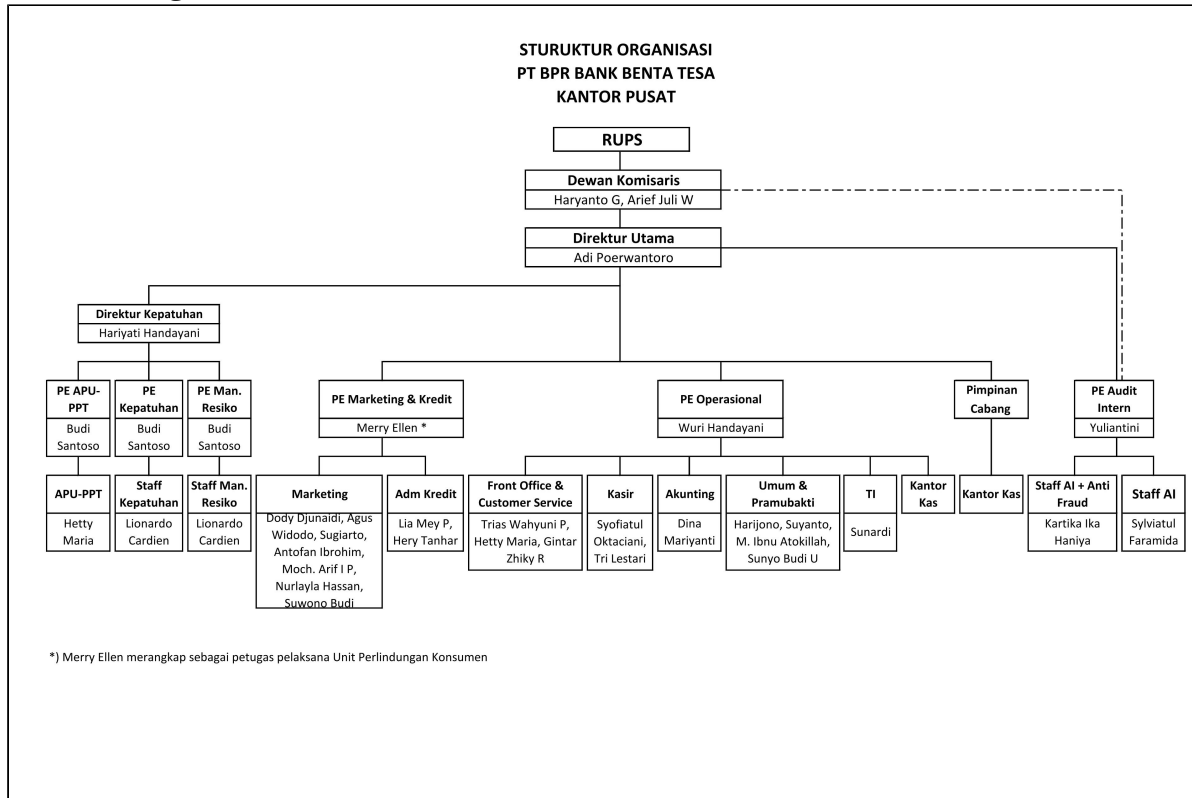 STURUKTUR ORGANISASI
PT BPR BANK BENTA TESA
KANTOR PUSAT
RUPS
Dewan Komisaris
Haryanto G, Arief Juli W
Direktur Utama
Adi Poerwantoro
Direktur Kepatuhan
Hariyati Handayani
PE APU-
PPT
Budi
Santoso
PE
Kepatuhan
Budi
Santoso
PE Man.
Resiko
Budi
Santoso
PE Marketing & Kredit
Merry Ellen *
PE Operasional
Wuri Handayani
Pimpinan
Cabang
PE Audit
Intern
Yuliantini
APU-PPT
Hetty
Maria
Staff
Kepatuhan
Lionardo
Cardien
Staff Man.
Resiko
Lionardo
Cardien
Marketing
Dody Djunaidi, Agus
Widodo, Sugiarto,
Antofan Ibrohim,
Moch. Arif I P,
Nurlayla Hassan,
Suwono Budi
Adm Kredit
Lia Mey P,
Hery Tanhar
Front Office &
Customer Service
Trias Wahyuni P,
Hetty Maria, Gintar
Zhiky R
Kasir
Syofiatul
Oktaciani,
Tri Lestari
Akunting
Dina
Mariyanti
Umum &
Pramubakti
Harijono, Suyanto,
M. Ibnu Atokillah,
Sunyo Budi U
TI
Sunardi
Kantor
Kas
Kantor Kas
Staff AI + Anti
Fraud
Kartika Ika
Haniya
Staff AI
Sylviatul
Faramida
*) Merry Ellen merangkap sebagai petugas pelaksana Unit Perlindungan Konsumen